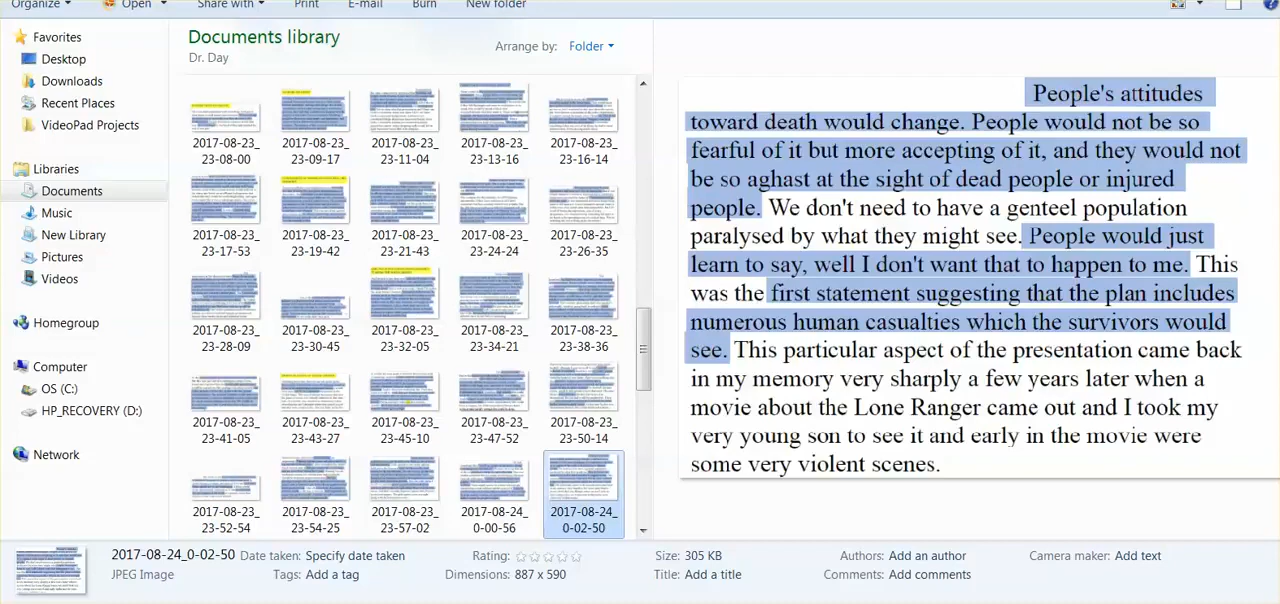 Organize
Open
Share with
Print
E-mail
Burn
New folder
Favorites
Desktop
Downloads
Recent Places
VideoPad Projects
Libraries
Documents
Music
New Library
Pictures
Videos
Homegroup
Computer
OS (C:)
HP_RECOVERY (D:)
Network
Documents library
Dr. Day
Arrange by: Folder
2017-08-23_ 2017-08-23_ 2017-08-23_ 2017-08-23_ 2017-08-23_
23-08-00 23-09-17 23-11-04 23-13-16 23-16-14
2017-08-23_ 2017-08-23_ 2017-08-23_ 2017-08-23_ 2017-08-23_
23-17-53 23-19-42 23-21-43 23-24-24 23-26-35
2017-08-23_ 2017-08-23_ 2017-08-23_ 2017-08-23_ 2017-08-23_
23-28-09 23-30-45 23-32-05 23-34-21 23-38-36
2017-08-23_ 2017-08-23_ 2017-08-23_ 2017-08-23_ 2017-08-23_
23-41-05 23-43-27 23-45-10 23-47-52 23-50-14
2017-08-23_ 2017-08-23_ 2017-08-23_ 2017-08-24_ 2017-08-24_
23-52-54 23-54-25 23-57-02 0-00-56 0-02-50
People's attitudes
toward death would change. People would not be so
fearful of it but more accepting of it, and they would not
be so aghast at the sight of dead people or injured
people. We don't need to have a genteel population
paralysed by what they might see. People would just
learn to say, well I don't want that to happen to me. This
was the first statement suggesting that the plan includes
numerous human casualties which the survivors would
see. This particular aspect of the presentation came back
in my memory very sharply a few years later when a
movie about the Lone Ranger came out and I took my
very young son to see it and early in the movie were
some very violent scenes.
2017-08-24_0-02-50 Date taken: Specify date taken Rating: Size: 305 KB Authors: Add an author Camera maker: Add text
JPEG Image Tags: Add a tag Dimensions: 887 x 590 Title: Add a title Comments: Add comments